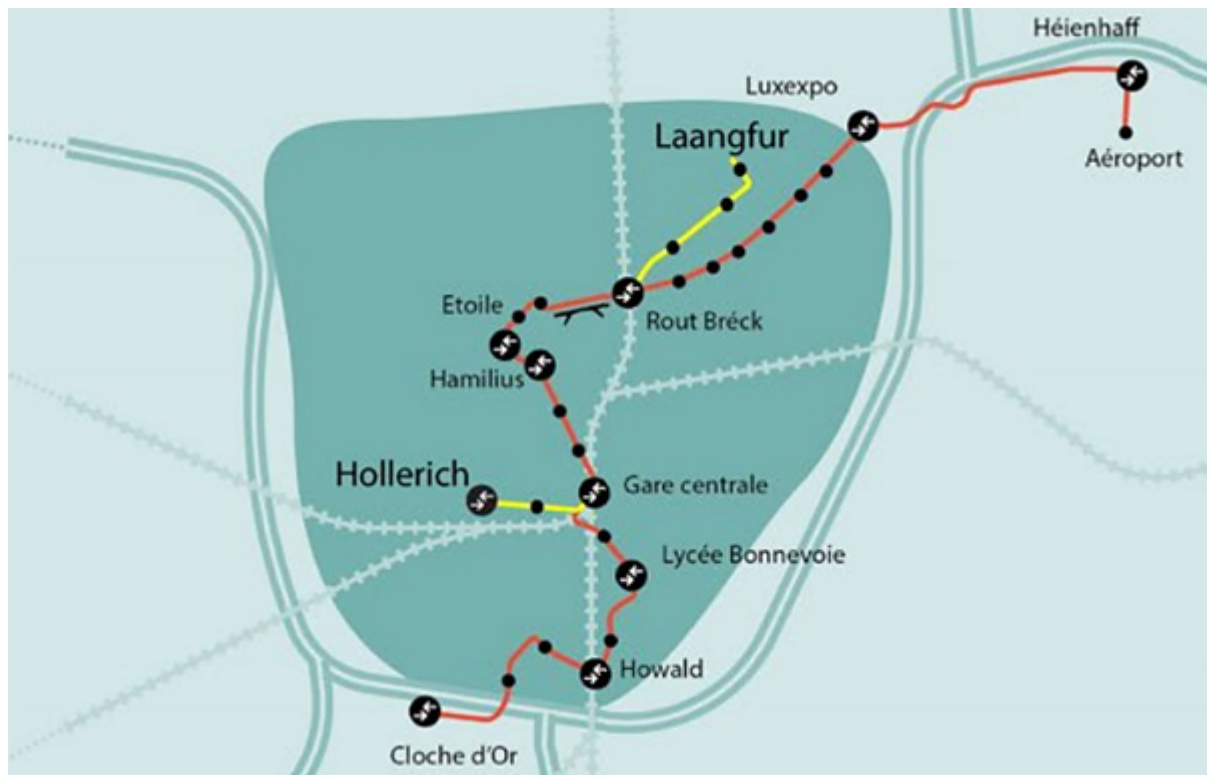 Héienhaff
Luxexpo
Laangfur
Aéroport
Etoile
Rout Bréck
Hamilius
Hollerich
Gare centrale
Lycée Bonnevoie
Howald
Cloche d'Or